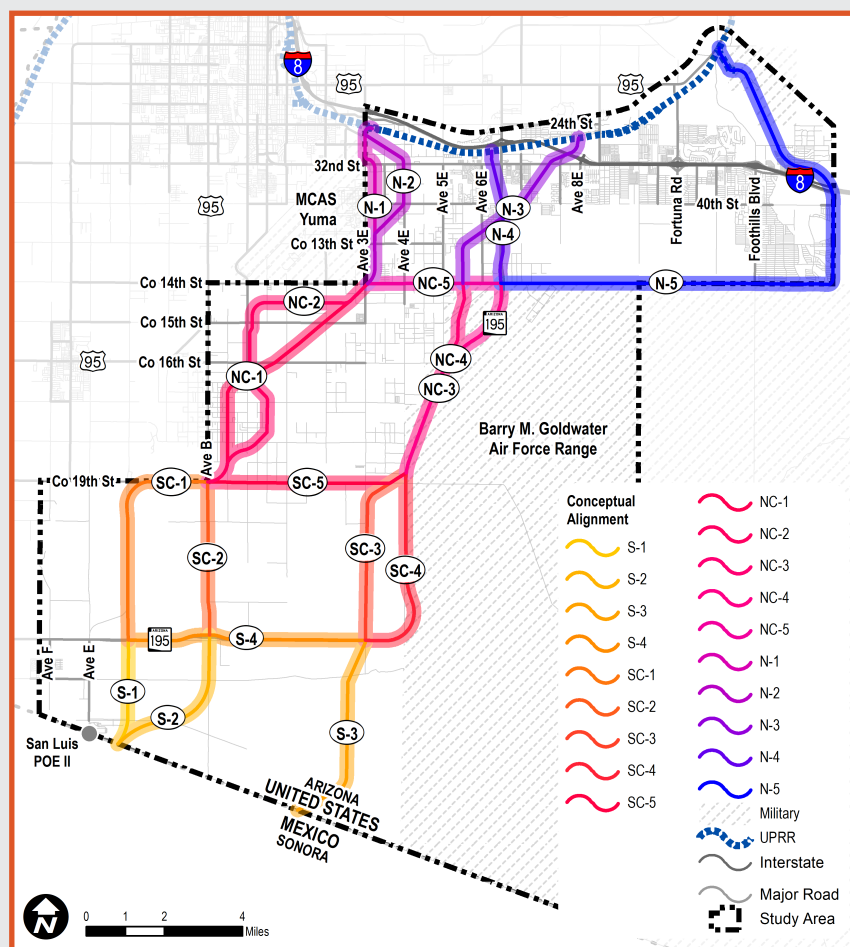 8
95
95
24th St
32nd St
N-2
Ave 5E
Ave 6E
Ave 8E
Fortuna Rd
Foothills Blvd
8
40th St
95
MCAS
Yuma
N-1
N-3
N-4
Co 13th St
Ave 3E
Ave 4E
Co 14th St
NC-5
N-5
NC-2
Co 15th St
ARIZONA
195
95
Co 16th St
NC-1
NC-4
NC-3
Barry M. Goldwater
Air Force Range
Ave B
Co 19th St
SC-1
SC-5
SC-2
SC-3
SC-4
ARIZONA
195
S-4
Ave F
Ave E
S-1
S-2
S-3
San Luis
POE II
ARIZONA
UNITED STATES
MEXICO
SONORA
Conceptual
Alignment
S-1
S-2
S-3
S-4
SC-1
SC-2
SC-3
SC-4
SC-5
NC-1
NC-2
NC-3
NC-4
NC-5
N-1
N-2
N-3
N-4
N-5
Military
UPRR
Interstate
Major Road
Study Area
N
0 1 2 4
Miles